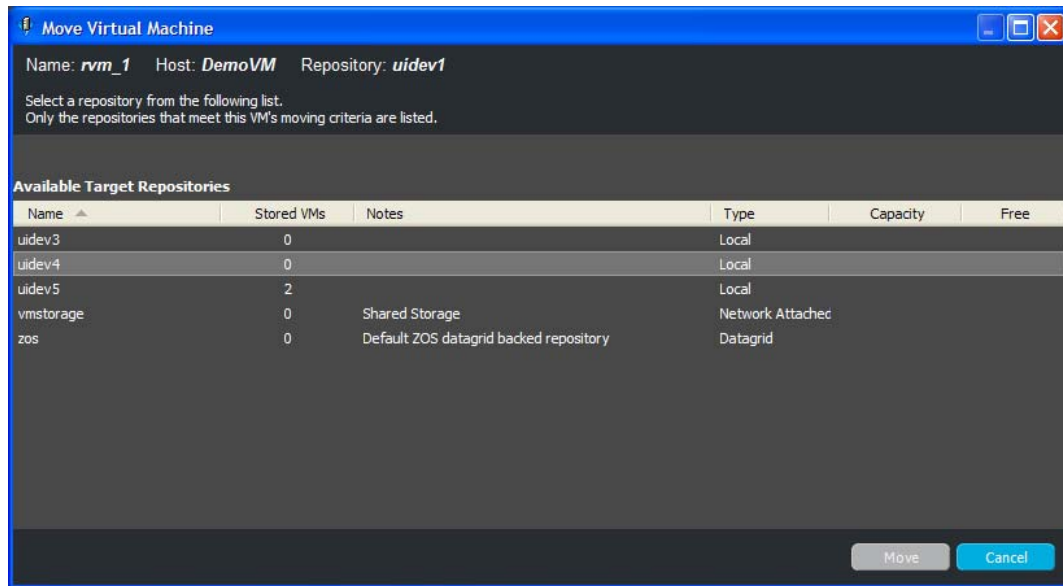 Move Virtual Machine
Name: rvm_1 Host: DemoVM Repository: uidev1
Select a repository from the following list.
Only the repositories that meet this VM's moving criteria are listed.
Available Target Repositories
Name Stored VMs Notes Type Capacity Free
uidev3 0 Local
uidev4 0 Local
uidev5 2 Local
vmstorage 0 Shared Storage Network Attached
zos 0 Default ZOS datagrid backed repository Datagrid
Move Cancel